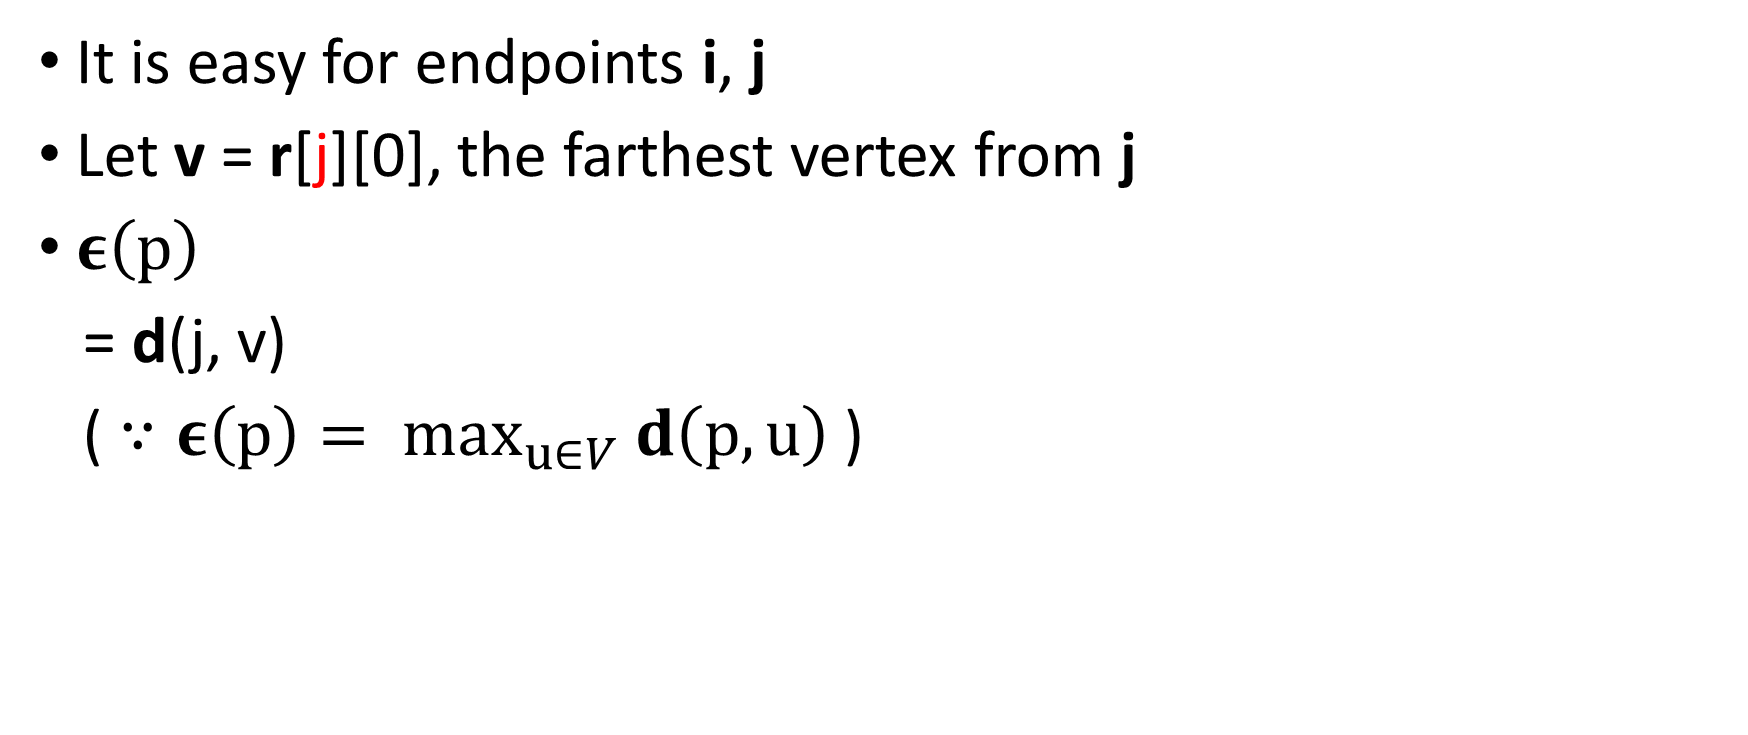 • It is easy for endpoints i, j
• Let v = r[j][0], the farthest vertex from j
• ϵ(p)
= d(j, v)
( ∵ ϵ(p) = max_{u∈V} d(p, u) )